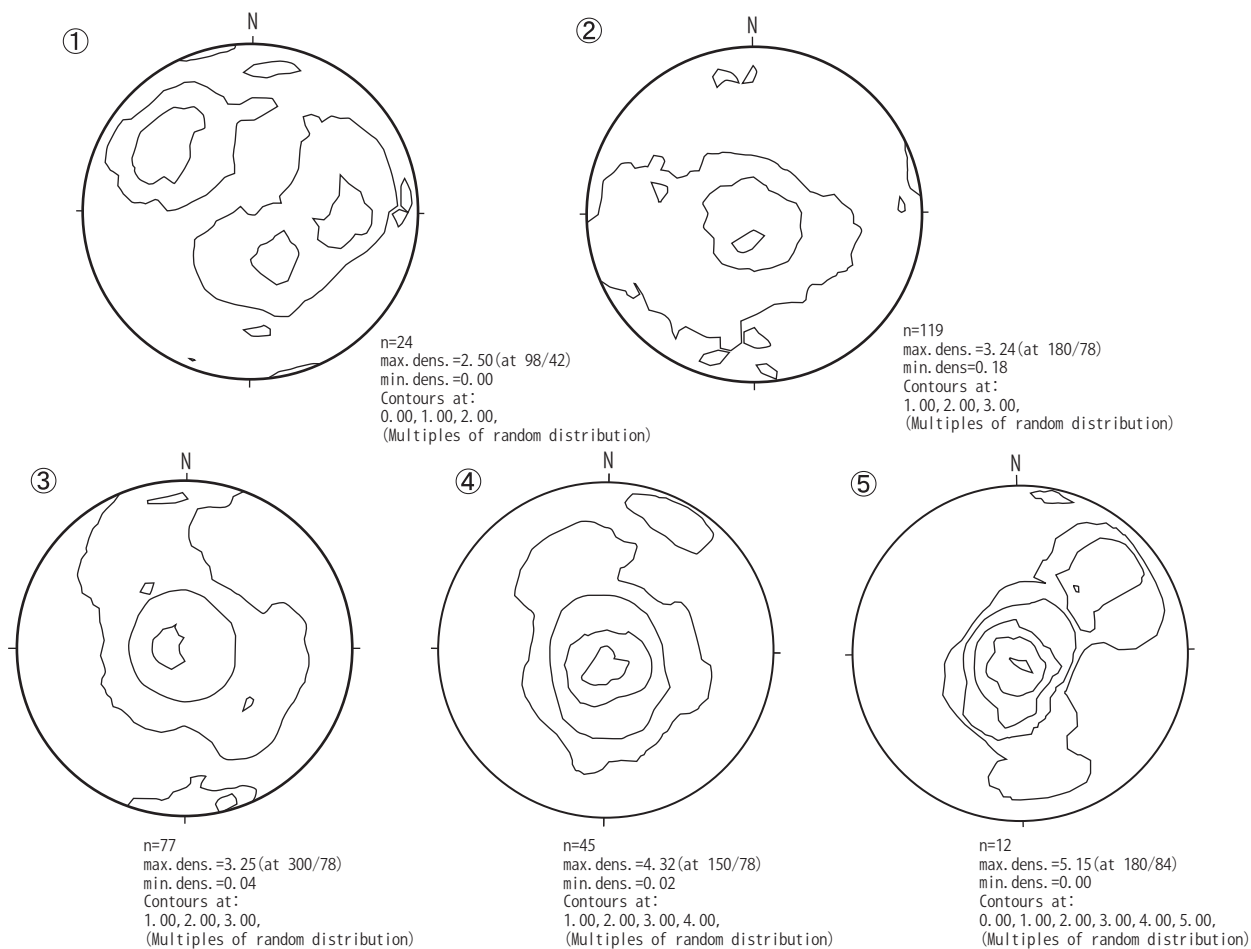 ①
N
n=24
max.dens.=2.50(at 98/42)
min.dens.=0.00
Contours at:
0.00,1.00,2.00,
(Multiples of random distribution)
②
N
n=119
max.dens.=3.24(at 180/78)
min.dens=0.18
Contours at:
1.00,2.00,3.00,
(Multiples of random distribution)
③
N
n=77
max.dens.=3.25(at 300/78)
min.dens.=0.04
Contours at:
1.00,2.00,3.00,
(Multiples of random distribution)
④
N
n=45
max.dens.=4.32(at 150/78)
min.dens.=0.02
Contours at:
1.00,2.00,3.00,4.00,
(Multiples of random distribution)
⑤
N
n=12
max.dens.=5.15(at 180/84)
min.dens.=0.00
Contours at:
0.00,1.00,2.00,3.00,4.00,5.00,
(Multiples of random distribution)